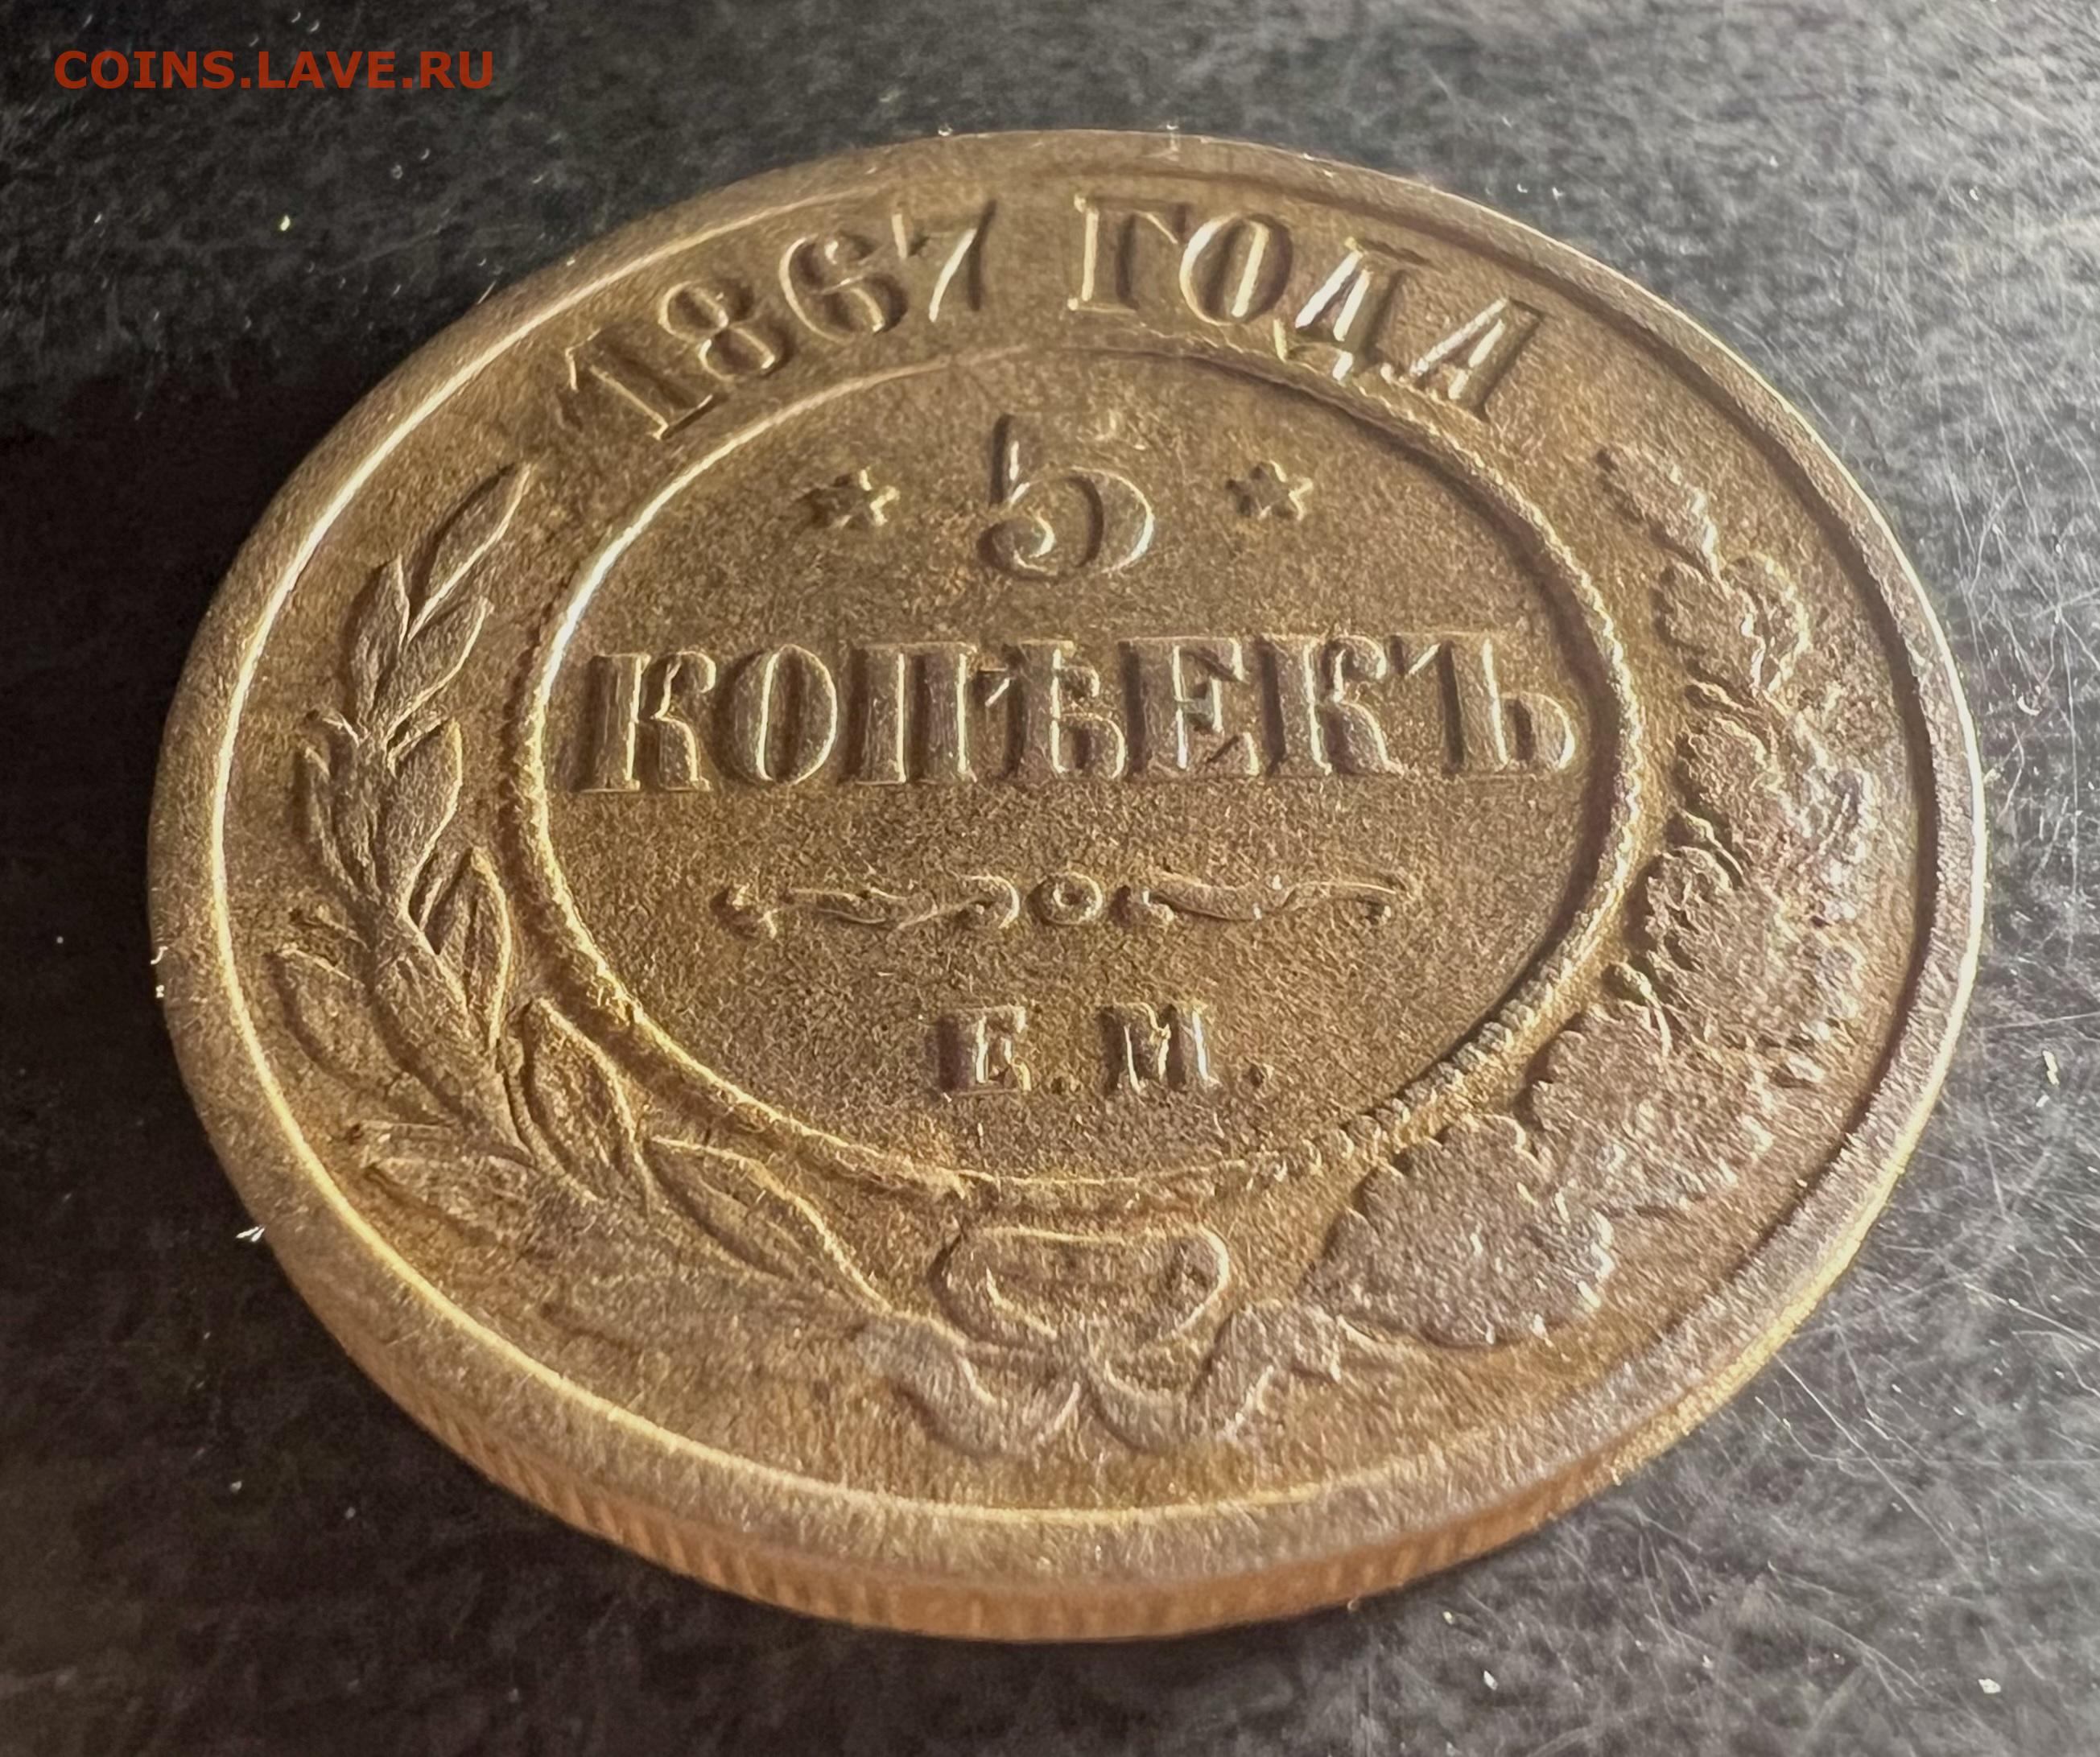 COINS.LAVE.RU
1867 ГОДА
* 5 *
КОПѢЕКЪ
Е.М.